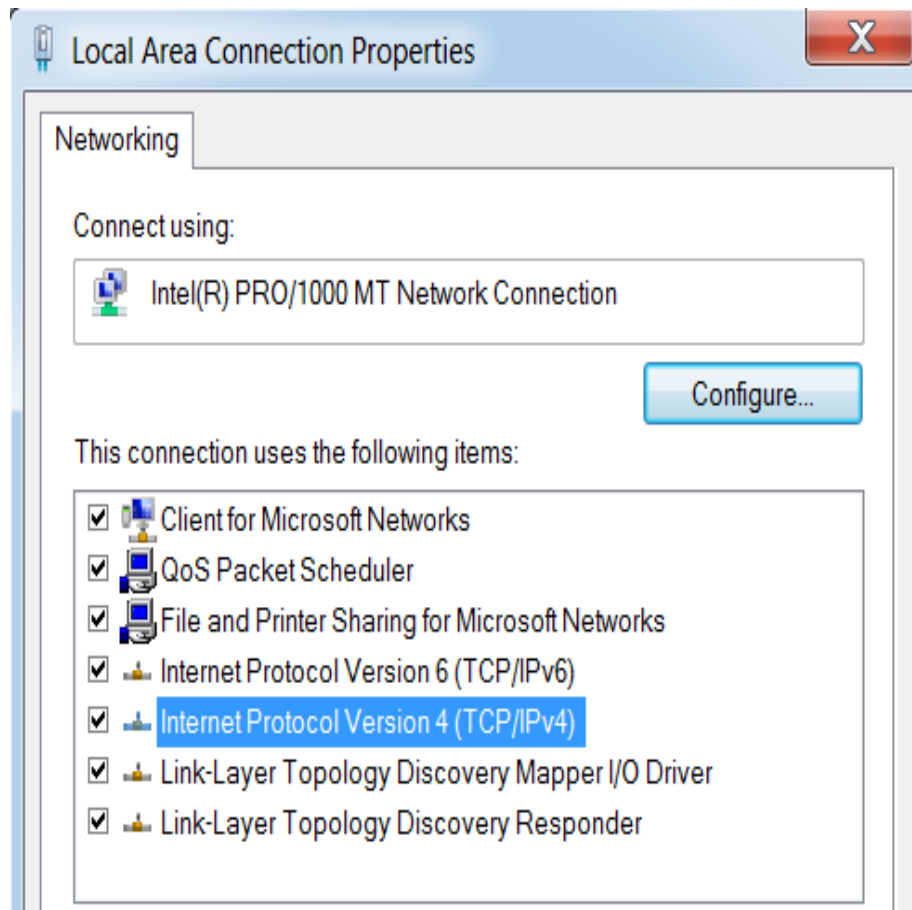 Local Area Connection Properties
X
Networking
Connect using:
Intel(R) PRO/1000 MT Network Connection
Configure...
This connection uses the following items:
Client for Microsoft Networks
QoS Packet Scheduler
File and Printer Sharing for Microsoft Networks
Internet Protocol Version 6 (TCP/IPv6)
Internet Protocol Version 4 (TCP/IPv4)
Link-Layer Topology Discovery Mapper I/O Driver
Link-Layer Topology Discovery Responder